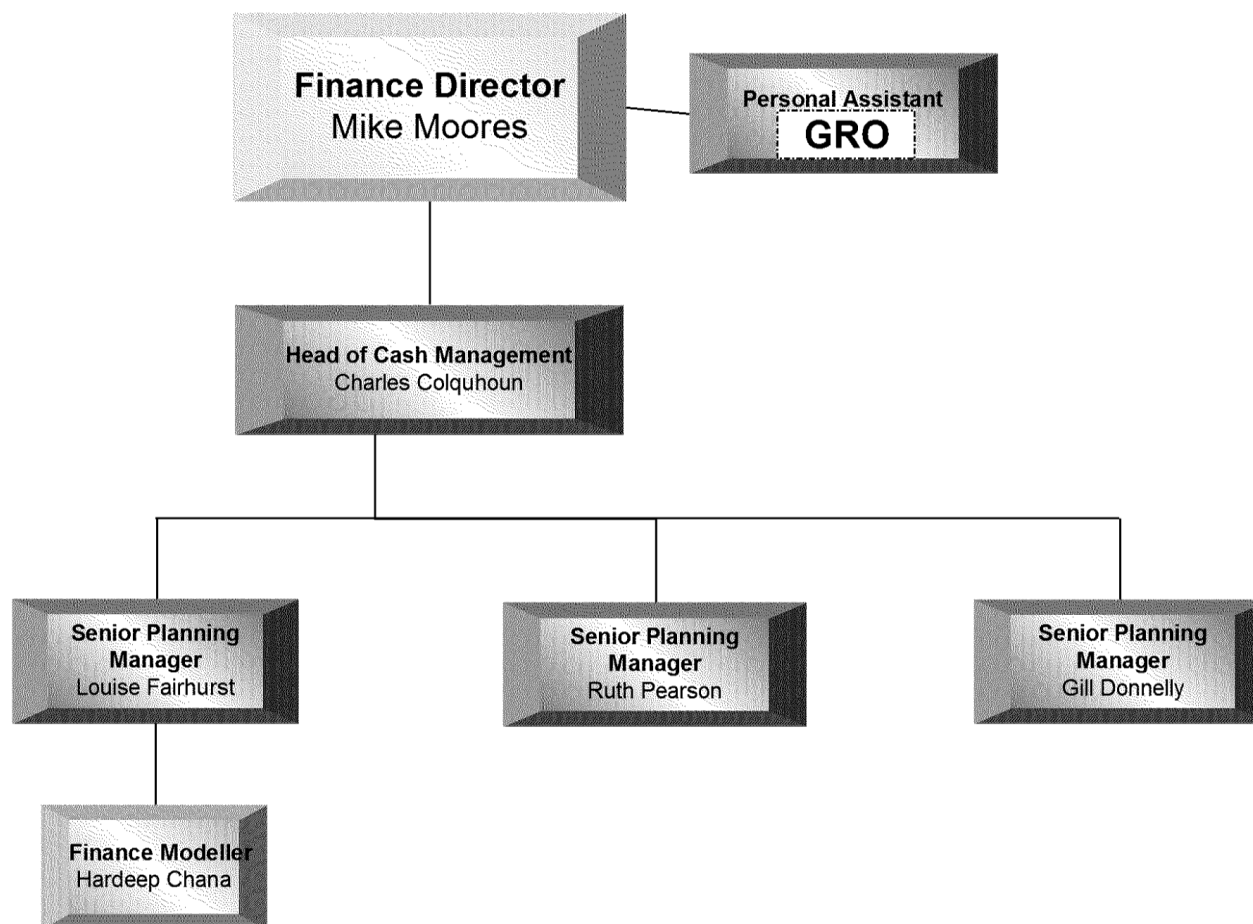 Finance Director
Mike Moores
Personal Assistant
GRO
Head of Cash Management
Charles Colquhoun
Senior Planning
Manager
Louise Fairhurst
Senior Planning
Manager
Ruth Pearson
Senior Planning
Manager
Gill Donnelly
Finance Modeller
Hardeep Chana